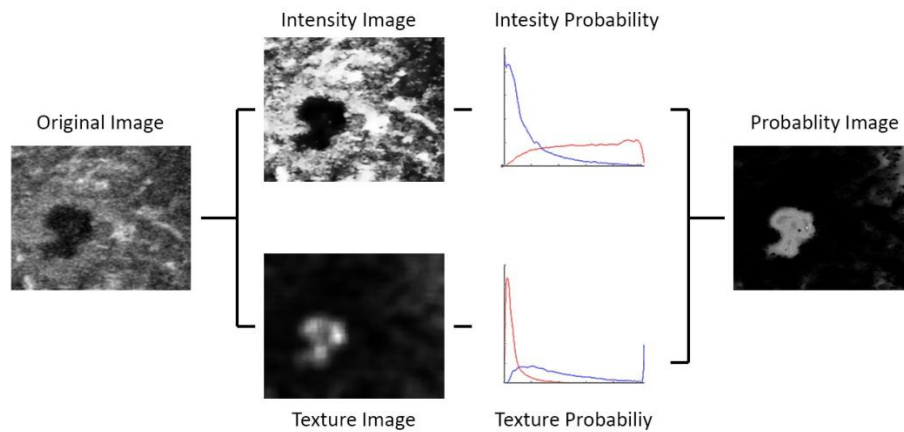 Intensity Image
Intesity Probability
Original Image
Probablity Image
Texture Image
Texture Probabiliy